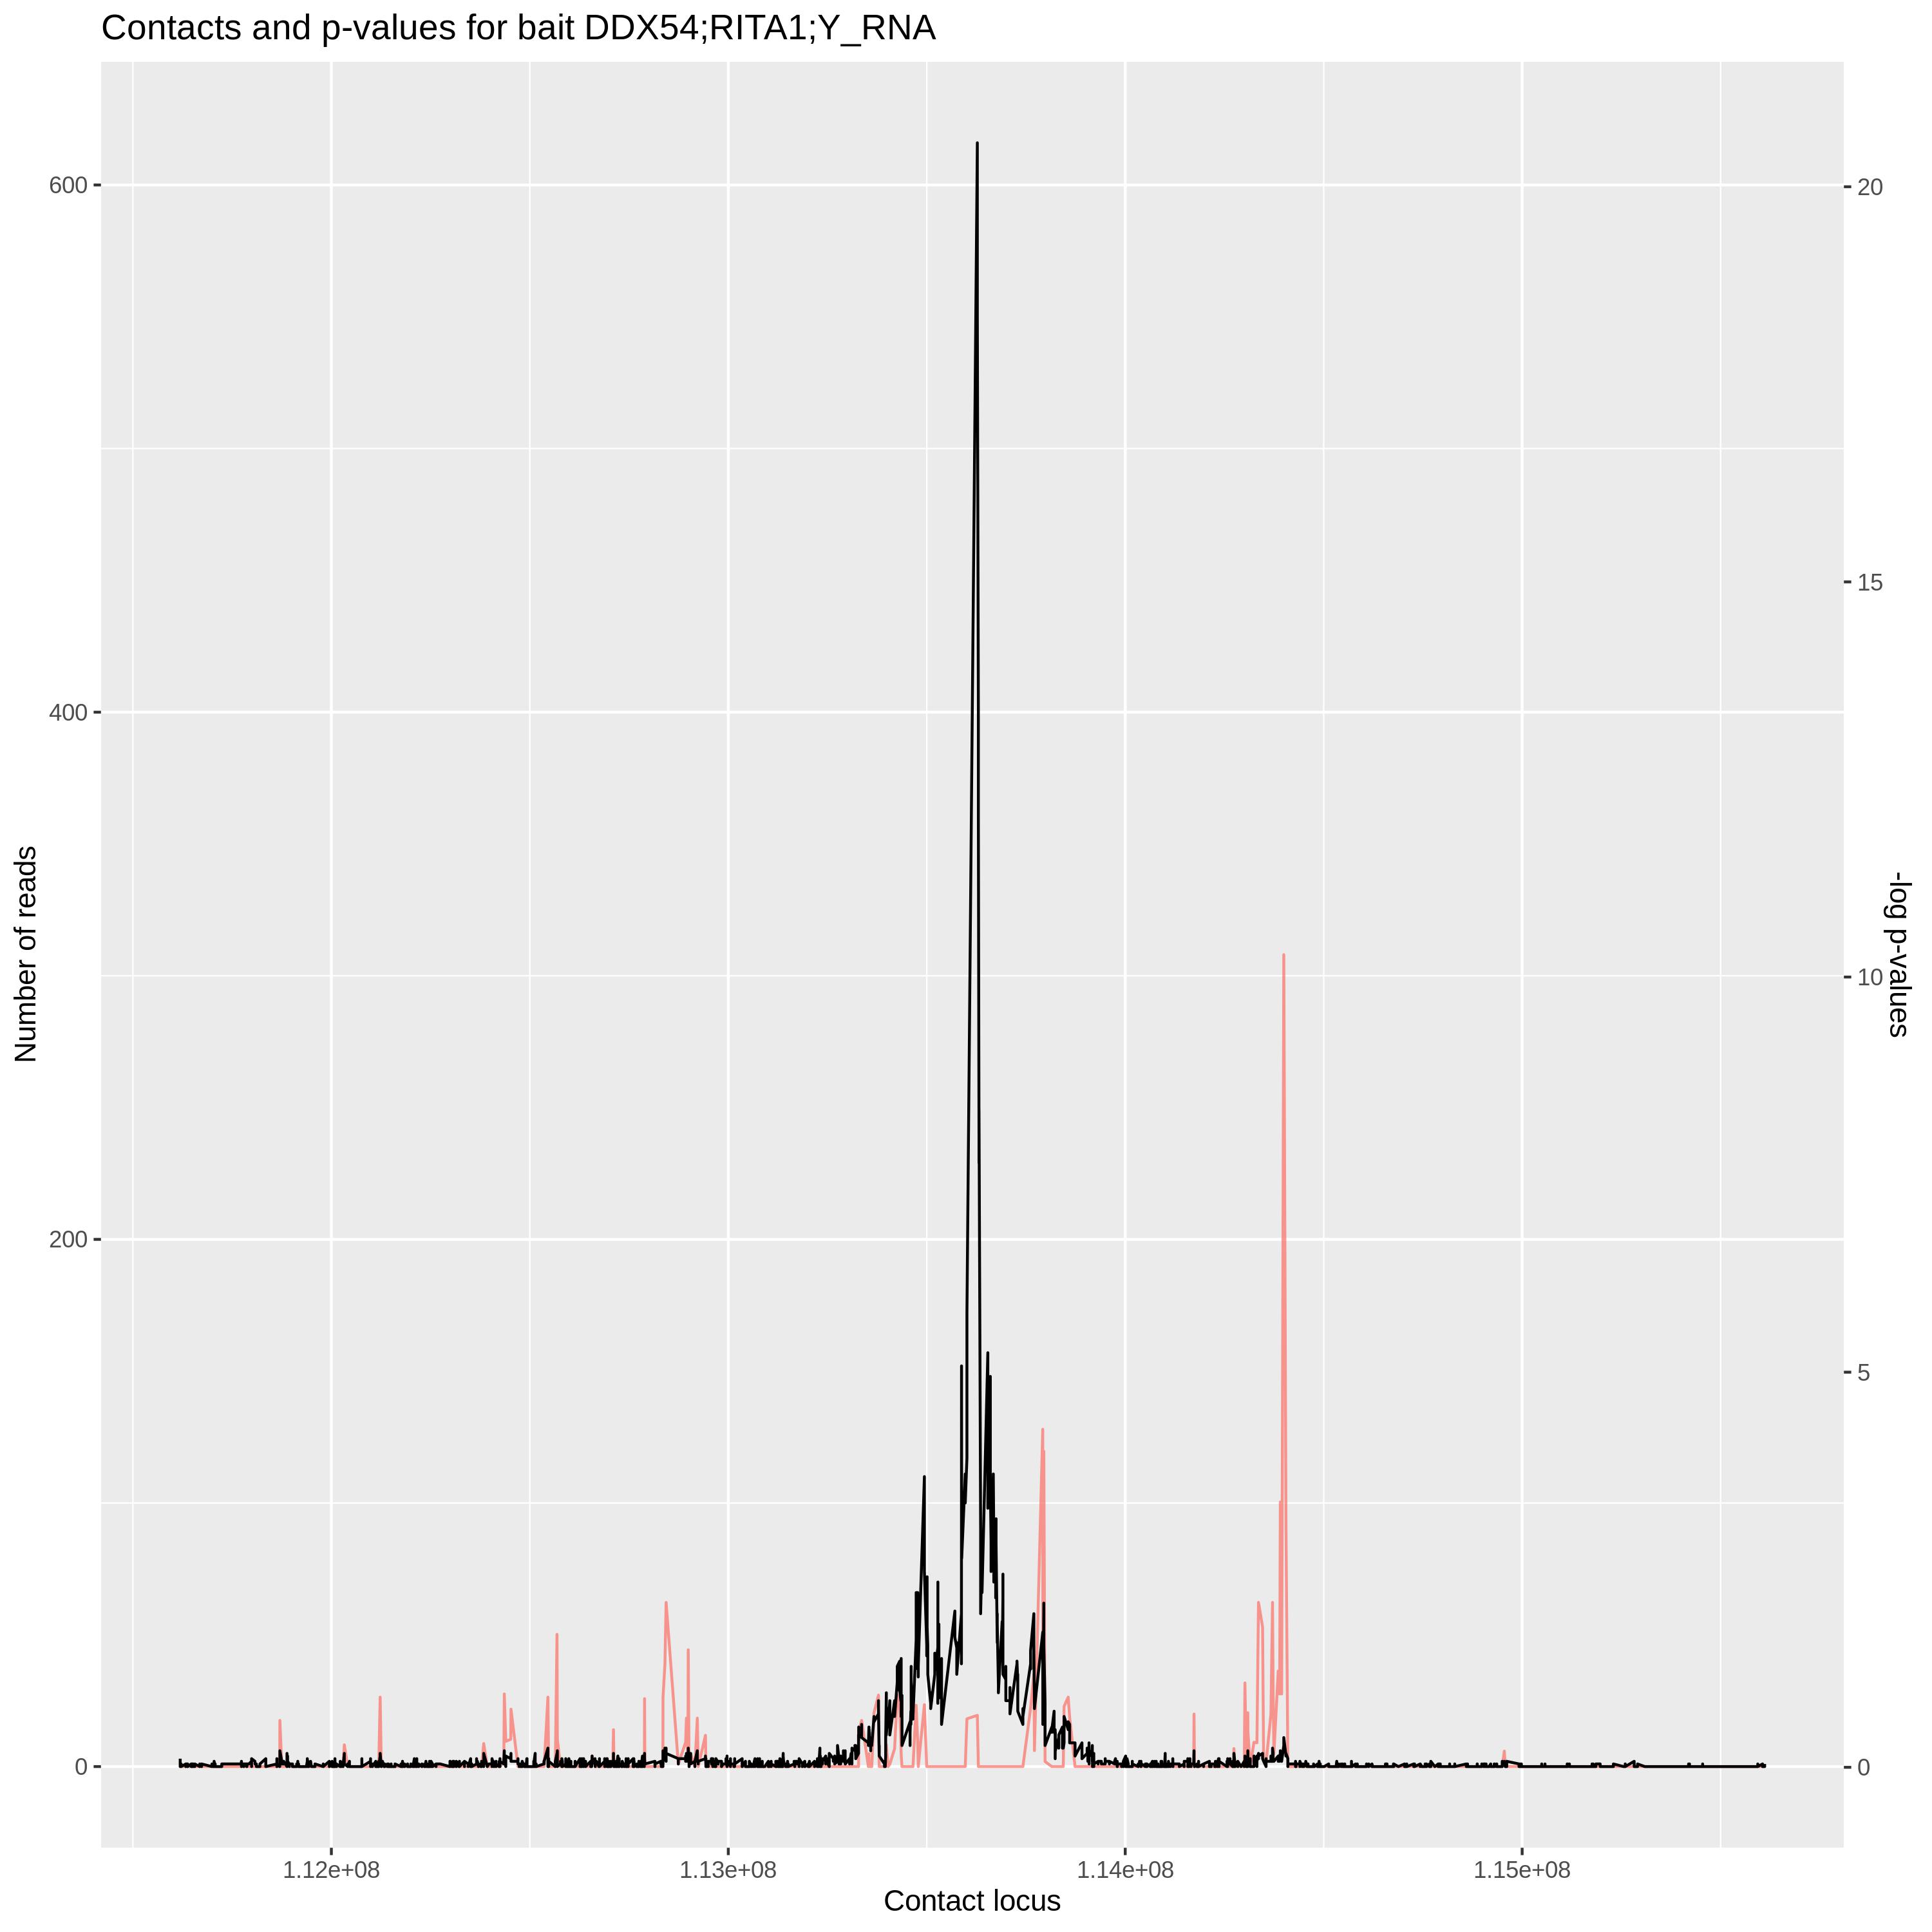 Contacts and p-values for bait DDX54;RITA1;Y_RNA
600
400
200
0
Number of reads
20
15
10
5
0
-log p-values
1.12e+08
1.13e+08
1.14e+08
1.15e+08
Contact locus